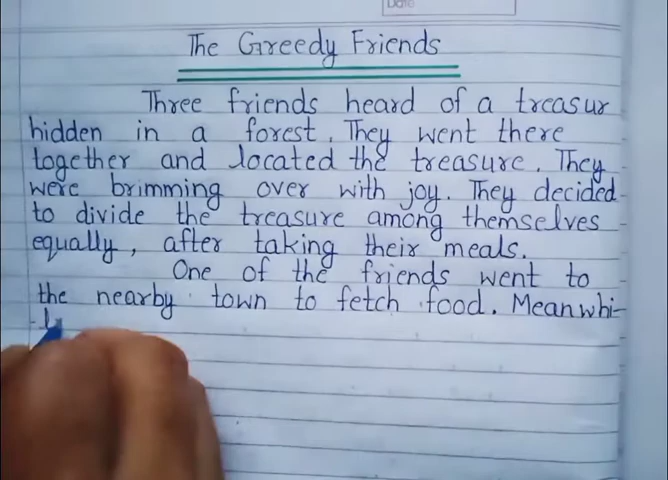 Date
The Greedy Friends
Three friends heard of a treasur
hidden in a forest. They went there
together and located the treasure. They
were brimming over with joy. They decided
to divide the treasure among themselves
equally, after taking their meals.
One of the friends went to
the nearby town to fetch food. Meanwhi-